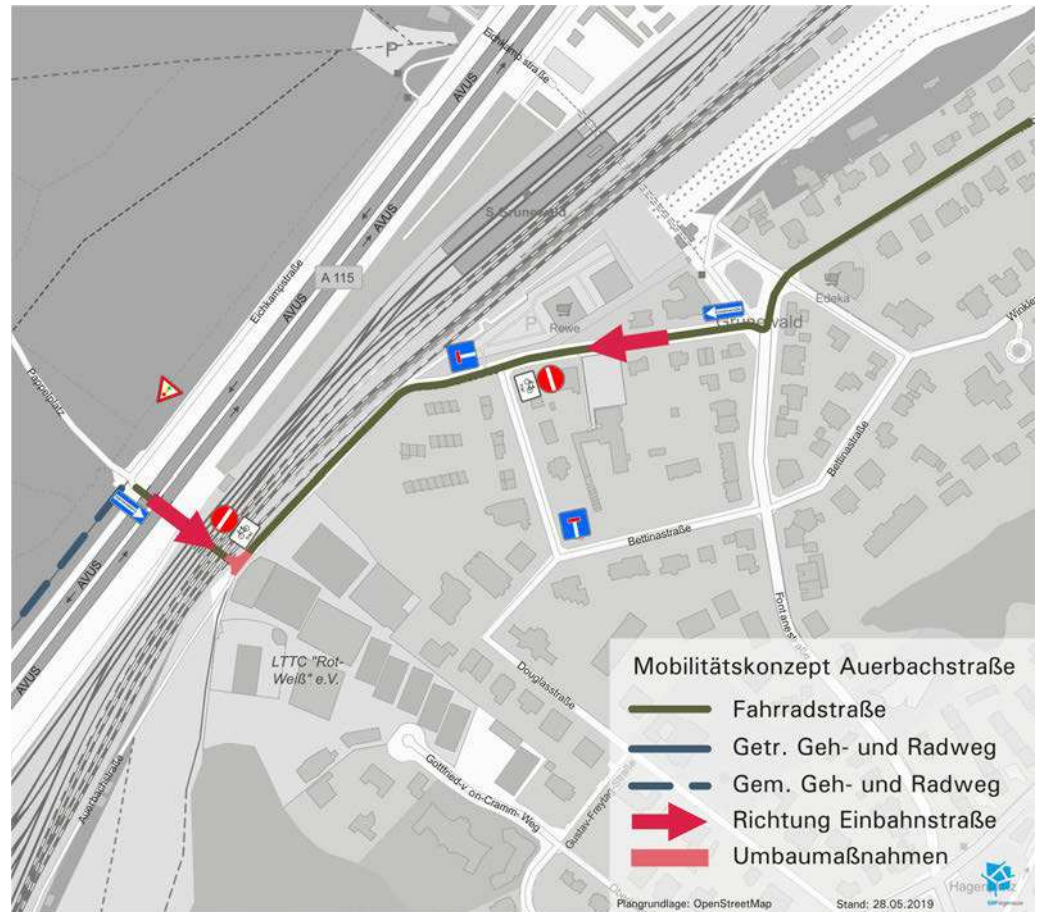 P
Eichkampstraße
AVUS
AVUS
S Grunewald
AVUS
A 115
Eichkampstraße
AVUS
Edeka
P
Rewe
Grunewald
Pappelplatz
Bettinastraße
Bettinastraße
AVUS
AVUS
Fontanestraße
LTTC "Rot-
Weiß" e.V.
Douglasstraße
Auerbachstraße
Gottfried-von-Cramm-Weg
Mobilitätskonzept Auerbachstraße
Fahrradstraße
Getr. Geh- und Radweg
Gem. Geh- und Radweg
Richtung Einbahnstraße
Umbaumaßnahmen
Plangrundlage: OpenStreetMap
Stand: 28.05.2019